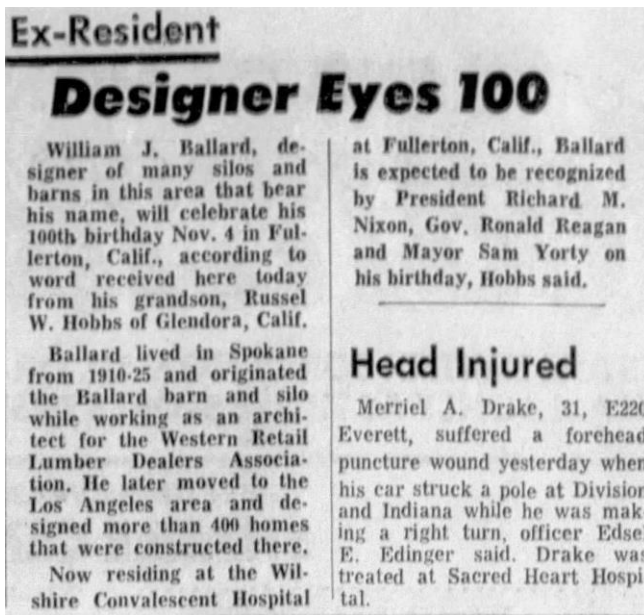 Ex-Resident
Designer Eyes 100
William J. Ballard, de-
signer of many silos and
barns in this area that bear
his name, will celebrate his
100th birthday Nov. 4 in Ful-
lerton, Calif., according to
word received here today
from his grandson, Russel
W. Hobbs of Glendora, Calif.
Ballard lived in Spokane
from 1910-25 and originated
the Ballard barn and silo
while working as an archi-
tect for the Western Retail
Lumber Dealers Associa-
tion. He later moved to the
Los Angeles area and de-
signed more than 400 homes
that were constructed there.
Now residing at the Wil-
shire Convalescent Hospital
at Fullerton, Calif., Ballard
is expected to be recognized
by President Richard M.
Nixon, Gov. Ronald Reagan
and Mayor Sam Yorty on
his birthday, Hobbs said.
Head Injured
Merriel A. Drake, 31, E220
Everett, suffered a forehead
puncture wound yesterday when
his car struck a pole at Division
and Indiana while he was mak
ing a right turn, officer Edsel
E. Edinger said. Drake was
treated at Sacred Heart Hospi
tal.